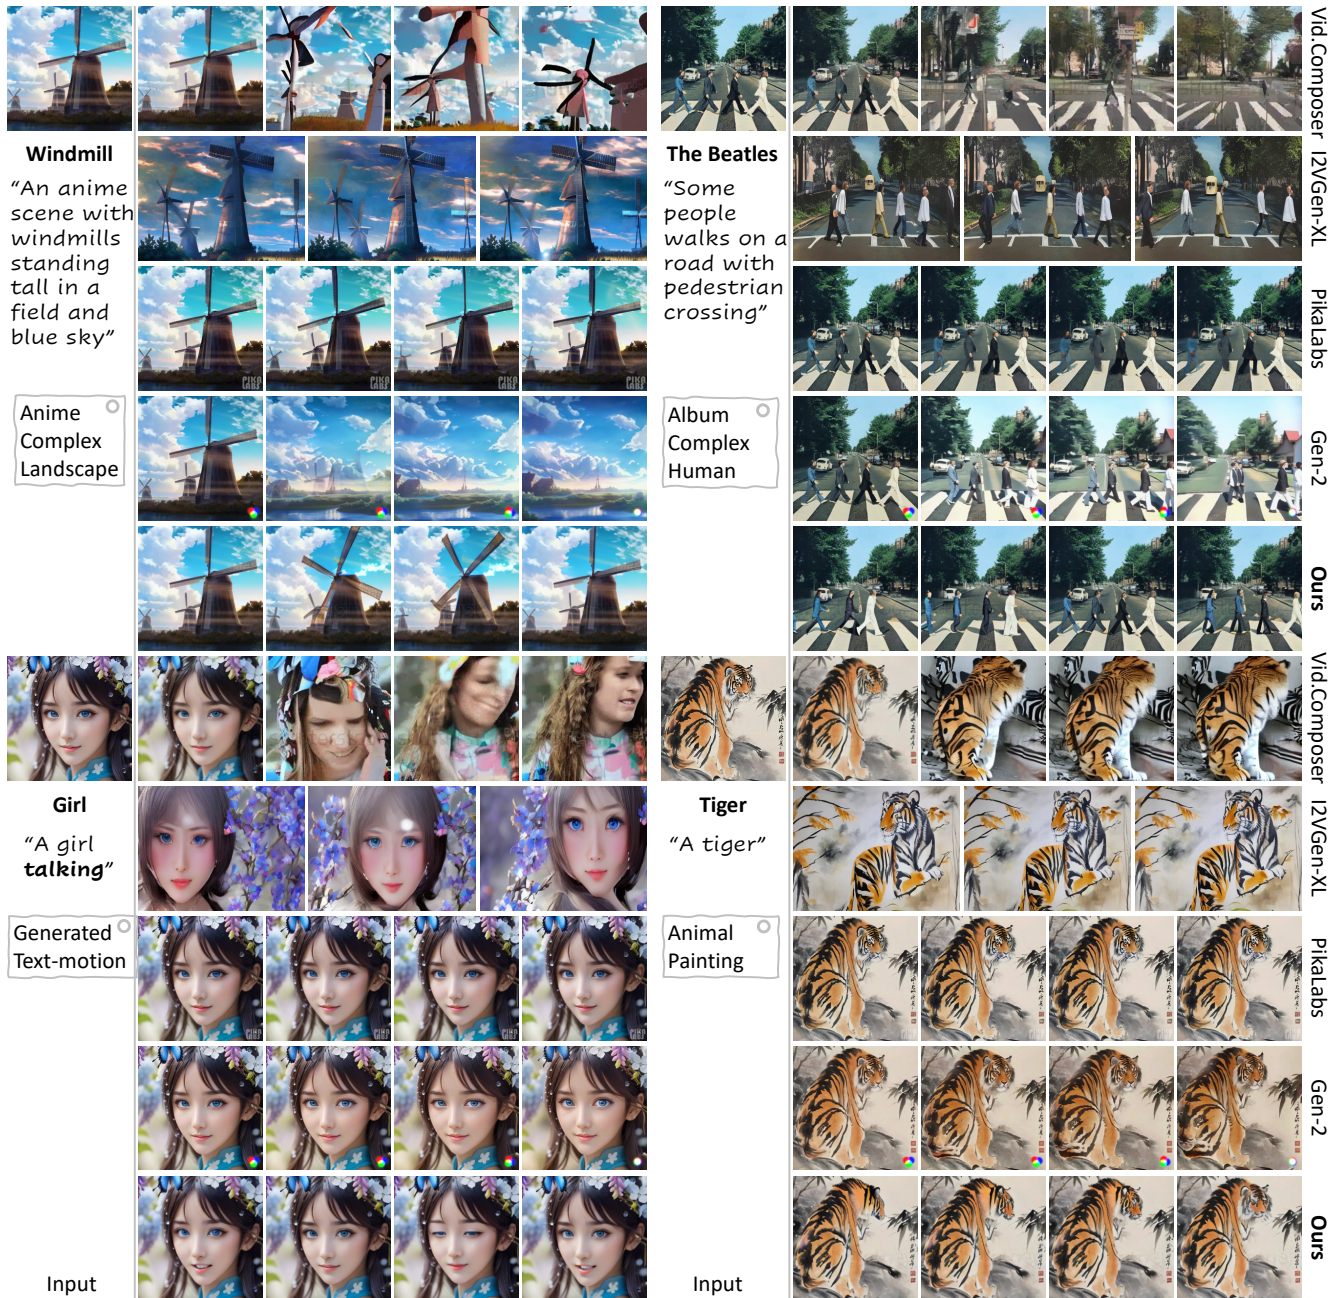 Windmill
"An anime
scene with
windmills
standing
tall in a
field and
blue sky"
Anime
Complex
Landscape
PIKA
LABS
The Beatles
"Some
people
walks on a
road with
pedestrian
crossing"
Album
Complex
Human
Vid.Composer
I2VGen-XL
PikaLabs
Gen-2
Ours
Girl
"A girl
talking"
Generated
Text-motion
Input
Tiger
"A tiger"
Animal
Painting
Input
Vid.Composer
I2VGen-XL
PikaLabs
Gen-2
Ours